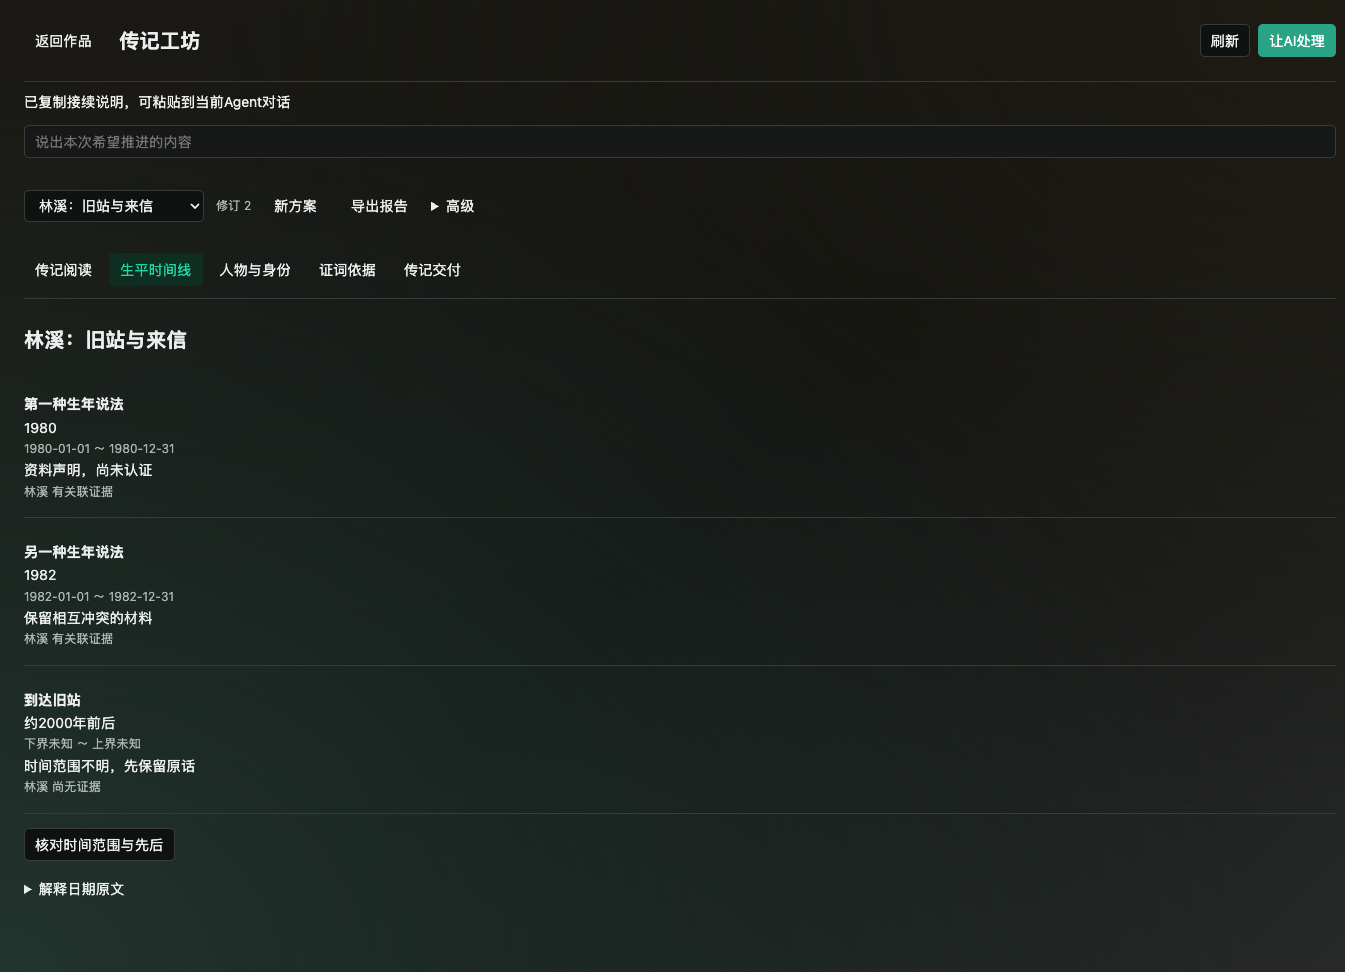 返回作品
传记工坊
刷新
让AI处理
已复制接续说明，可粘贴到当前Agent对话
说出本次希望推进的内容
林溪：旧站与来信
修订 2
新方案
导出报告
▶ 高级
传记阅读
生平时间线
人物与身份
证词依据
传记交付
林溪：旧站与来信
第一种生年说法
1980
1980-01-01 ～ 1980-12-31
资料声明，尚未认证
林溪 有关联证据
另一种生年说法
1982
1982-01-01 ～ 1982-12-31
保留相互冲突的材料
林溪 有关联证据
到达旧站
约2000年前后
下界未知 ～ 上界未知
时间范围不明，先保留原话
林溪 尚无证据
核对时间范围与先后
▶ 解释日期原文